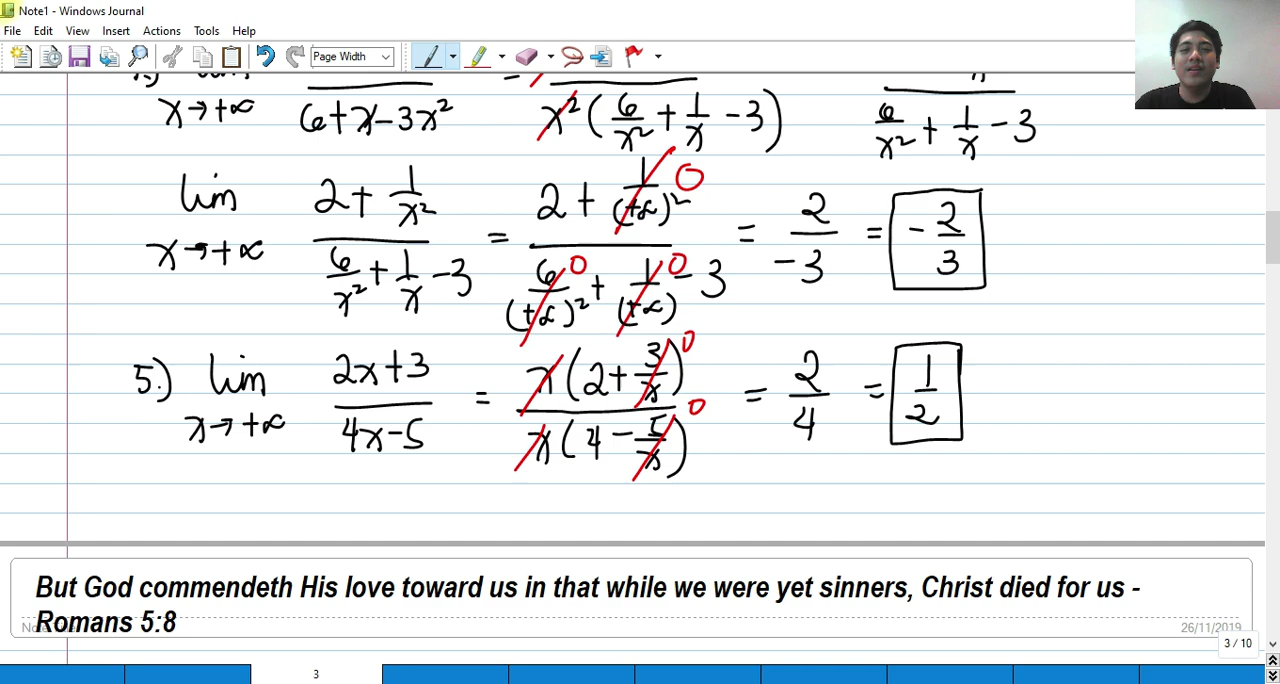 Note1 - Windows Journal
File Edit View Insert Actions Tools Help
Page Width
x→+∞ 6+x-3x² x²(6/x² + 1/x - 3) 6/x² + 1/x - 3
lim x→+∞ (2 + 1/x²)/(6/x² + 1/x - 3) = (2 + 1/(+∞)² 0)/(6/(+∞)² 0 + 1/(+∞) 0 - 3) = 2/-3 = -2/3
5.) lim x→+∞ (2x+3)/(4x-5) = x(2 + 3/x) 0/x(4 - 5/x) 0 = 2/4 = 1/2
But God commendeth His love toward us in that while we were yet sinners, Christ died for us -
Romans 5:8
26/11/2019
3 / 10
3